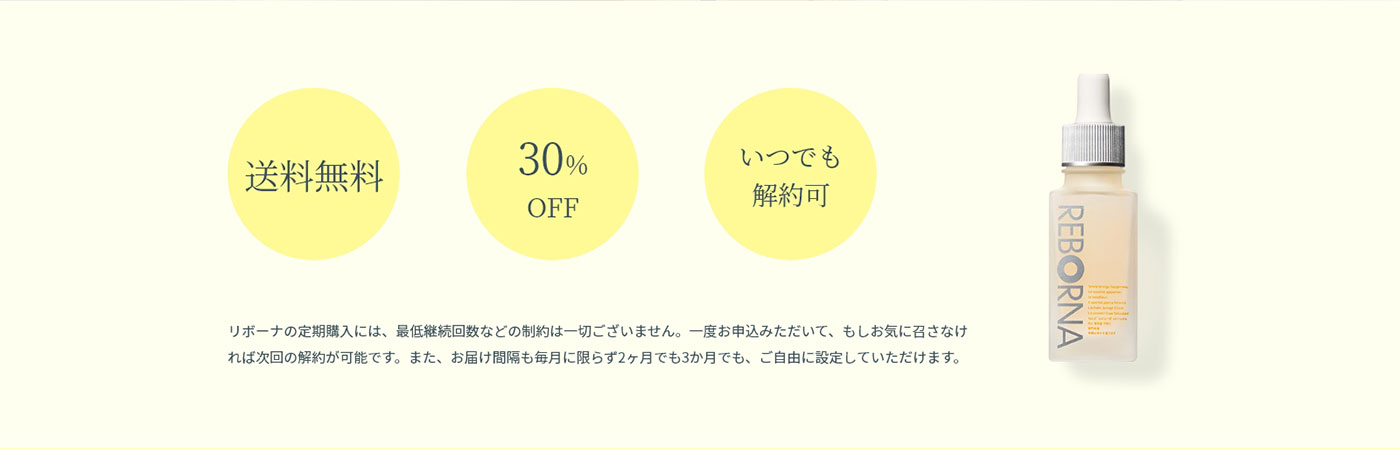 送料無料
30%
OFF
いつでも
解約可
リボーナの定期購入には、最低継続回数などの制約は一切ございません。一度お申込みただいて、もしお気に召さなけ
れば次回の解約が可能です。また、お届け間隔も毎月に限らず2ヶ月でも3か月でも、ご自由に設定していただけます。
REBORNA